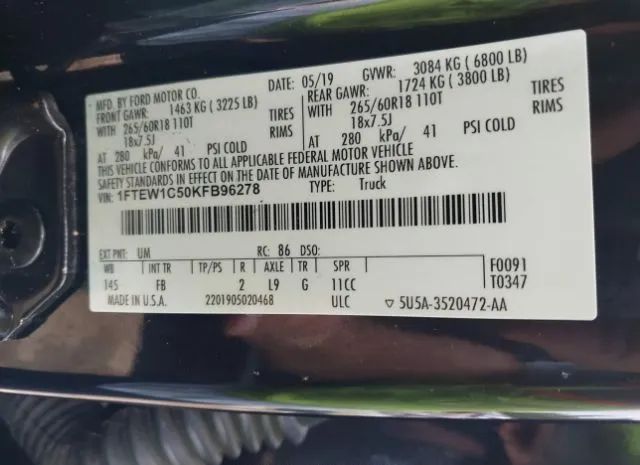 MFD. BY FORD MOTOR CO. DATE: 05/19 GVWR: 3084 KG ( 6800 LB)
FRONT GAWR: 1463 KG ( 3225 LB) REAR GAWR: 1724 KG ( 3800 LB)
WITH 265/60R18 110T TIRES WITH 265/60R18 110T TIRES
18x7.5J RIMS 18x7.5J RIMS
AT 280 kPa/ 41 PSI COLD AT 280 kPa/ 41 PSI COLD
THIS VEHICLE CONFORMS TO ALL APPLICABLE FEDERAL MOTOR VEHICLE
SAFETY STANDARDS IN EFFECT ON THE DATE OF MANUFACTURE SHOWN ABOVE.
VIN: 1FTEW1C50KFB96278 TYPE: Truck
EXT PNT: UM RC: 86 DSO: F0091
WB INT TR TP/PS R AXLE TR SPR T0347
145 FB 2 L9 G 11CC
MADE IN U.S.A. 2201905020468 ULC ▽ 5U5A-3520472-AA